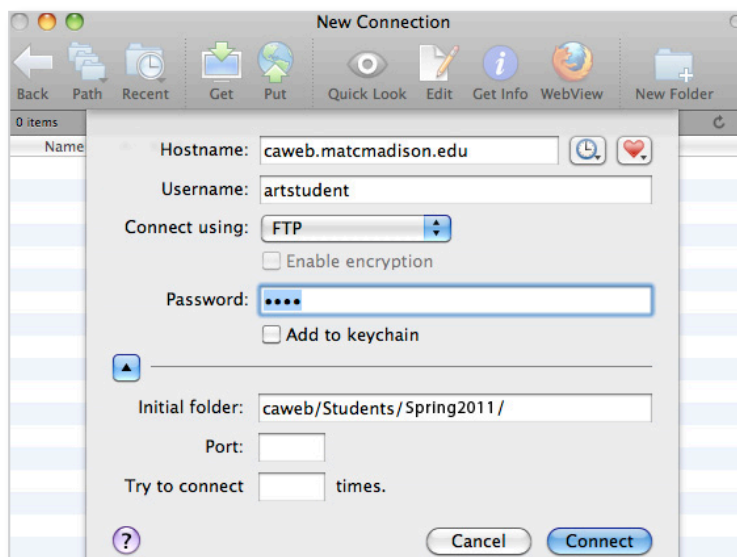 New Connection
Back Path Recent Get Put Quick Look Edit Get Info WebView New Folder
0 items
Name
Hostname: caweb.matcmadison.edu
Username: artstudent
Connect using: FTP
Enable encryption
Password: ••••
Add to keychain
Initial folder: caweb/Students/Spring2011/
Port:
Try to connect times.
? Cancel Connect